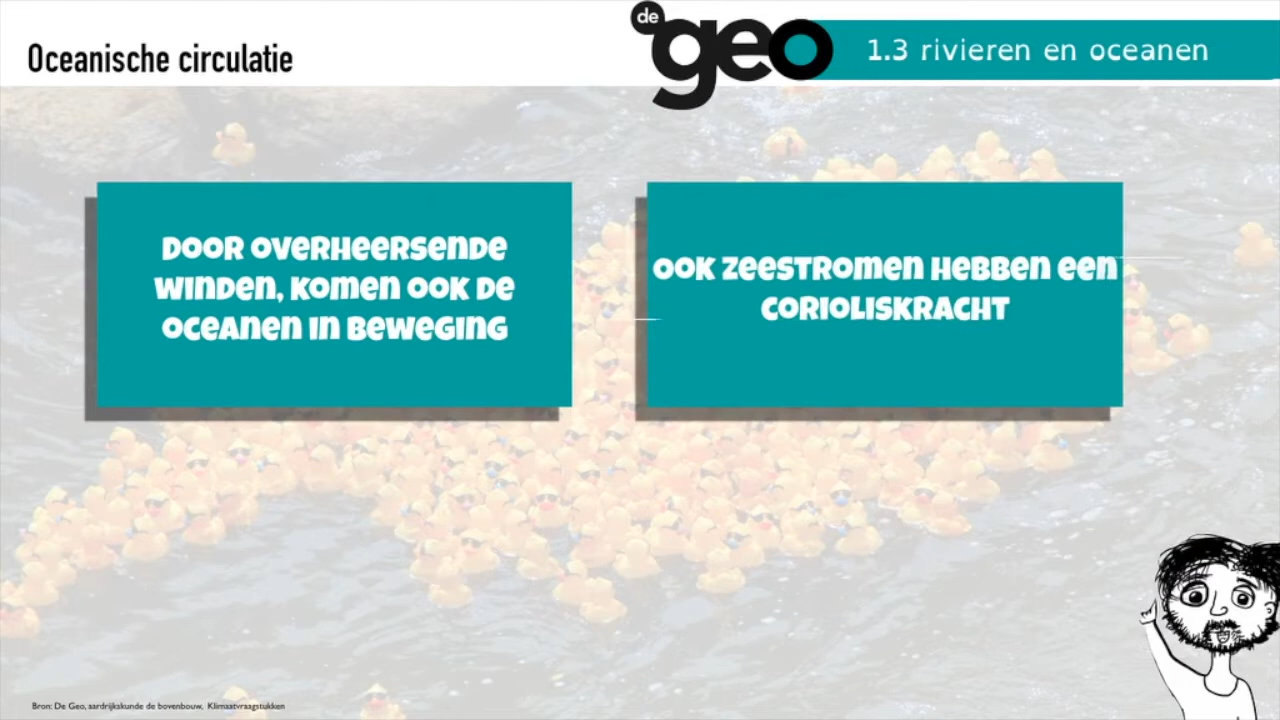 Oceanische circulatie
de
geo
1.3 rivieren en oceanen
DOOR OVERHEERSENDE
WINDEN, KOMEN OOK DE
OCEANEN IN BEWEGING
OOK ZEESTROMEN HEBBEN EEN
CORIOLISKRACHT
Bron: De Geo, aardrijkskunde de bovenbouw, Klimaatvraagstukken